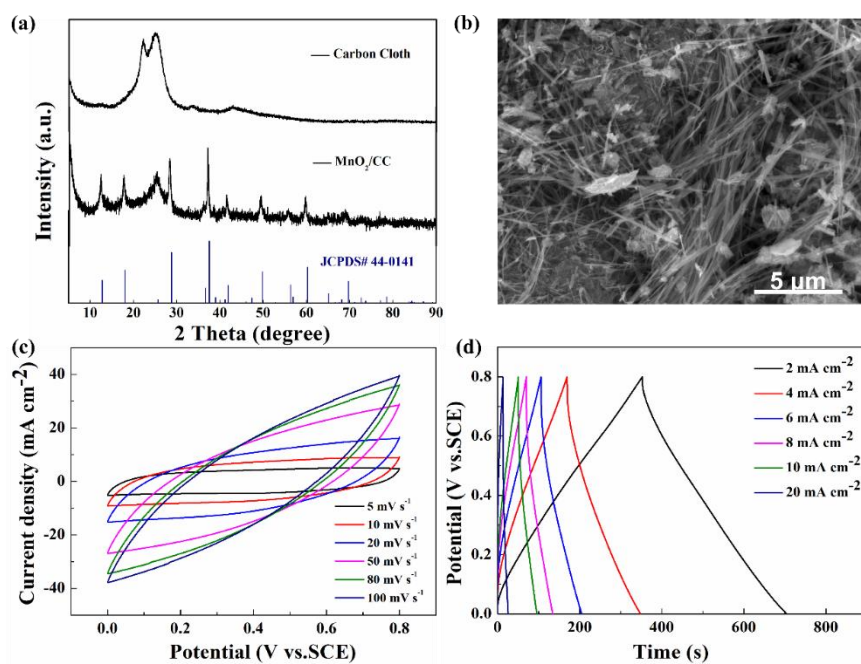 (a)
Carbon Cloth
MnO₂/CC
JCPDS# 44-0141
Intensity (a.u.)
10 20 30 40 50 60 70 80 90
2 Theta (degree)
(b)
5 μm
(c)
40
20
0
-20
-40
Current density (mA cm⁻²)
5 mV s⁻¹
10 mV s⁻¹
20 mV s⁻¹
50 mV s⁻¹
80 mV s⁻¹
100 mV s⁻¹
0.0 0.2 0.4 0.6 0.8
Potential (V vs.SCE)
(d)
2 mA cm⁻²
4 mA cm⁻²
6 mA cm⁻²
8 mA cm⁻²
10 mA cm⁻²
20 mA cm⁻²
0.8
0.4
0.0
Potential (V vs.SCE)
0 200 400 600 800
Time (s)